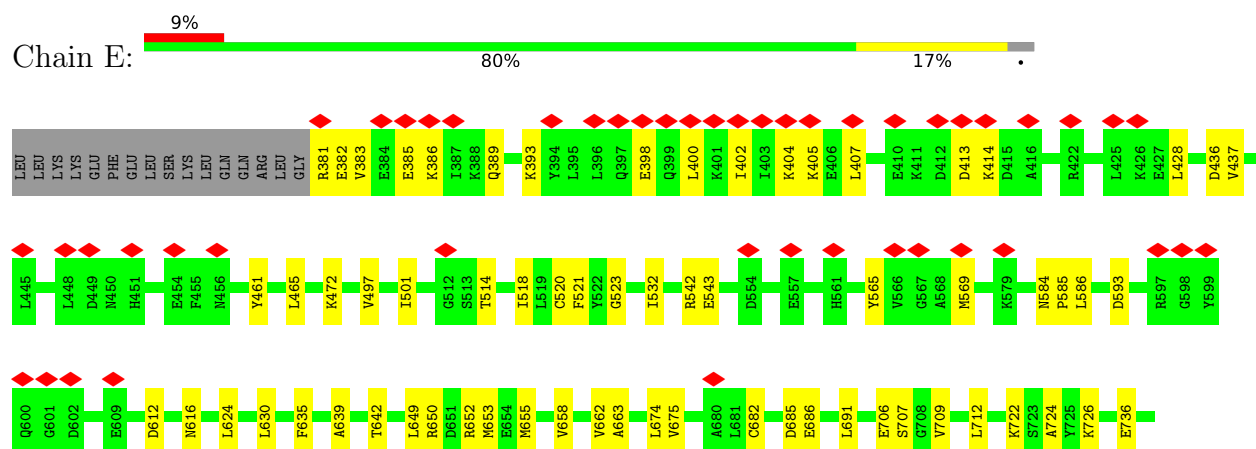 9%
Chain E:
80% 17% •
LEU LEU LYS LYS GLU PHE GLU LEU SER LYS LEU GLN GLN ARG LEU GLY R381 E382 V383 E384 E385 K386 I387 K388 Q389 K393 Y394 L395 L396 Q397 E398 Q399 L400 K401 I402 I403 K404 K405 E406 L407 E410 K411 D412 D413 K414 D415 A416 R422 L425 K426 E427 L428 D436 V437
L445 L448 D449 N450 H451 E454 F455 N456 Y461 L465 K472 V497 I501 G512 S513 T514 I518 L519 C520 F521 Y522 G523 I532 R542 E543 D554 E557 H561 Y565 V566 G567 A568 M569 K579 N584 P585 L586 D593 R597 G598 Y599
Q600 G601 D602 E609 D612 N616 L624 L630 F635 A639 T642 L649 R650 D651 R652 M653 E654 M655 V658 V662 A663 L674 V675 A680 L681 C682 D685 E686 L691 E706 S707 G708 V709 L712 K722 S723 A724 Y725 K726 E736